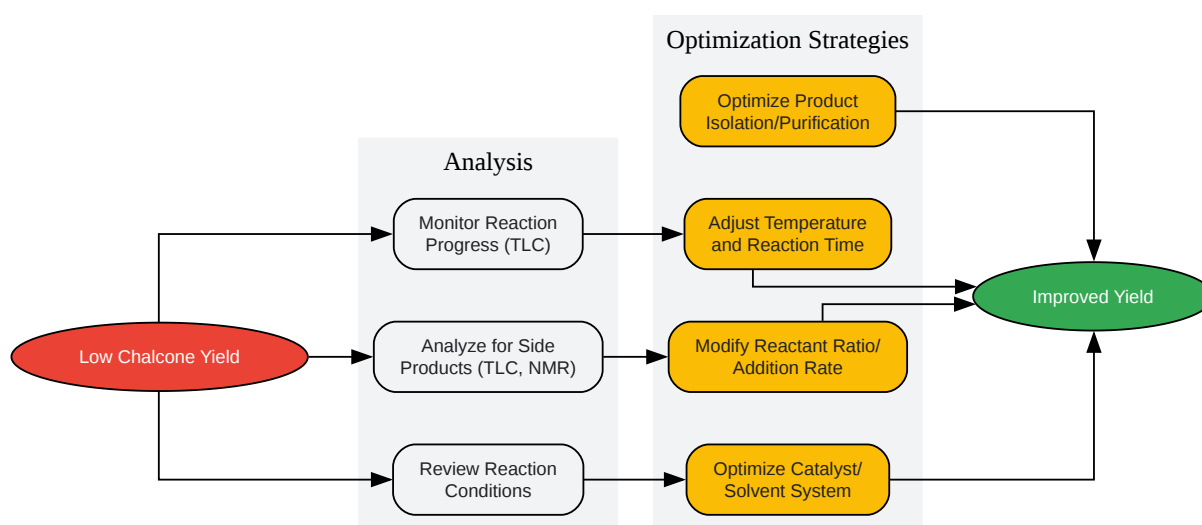 Optimization Strategies
Optimize Product
Isolation/Purification
Analysis
Monitor Reaction
Progress (TLC)
Adjust Temperature
and Reaction Time
Improved Yield
Low Chalcone Yield
Analyze for Side
Products (TLC, NMR)
Modify Reactant Ratio/
Addition Rate
Review Reaction
Conditions
Optimize Catalyst/
Solvent System